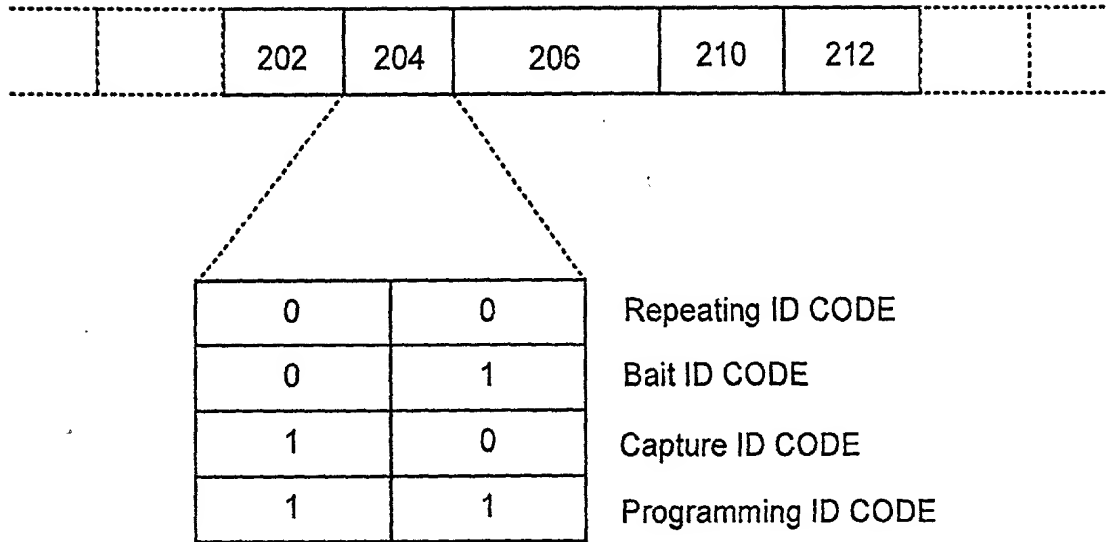 202 204 206 210 212
0 0 Repeating ID CODE
0 1 Bait ID CODE
1 0 Capture ID CODE
1 1 Programming ID CODE